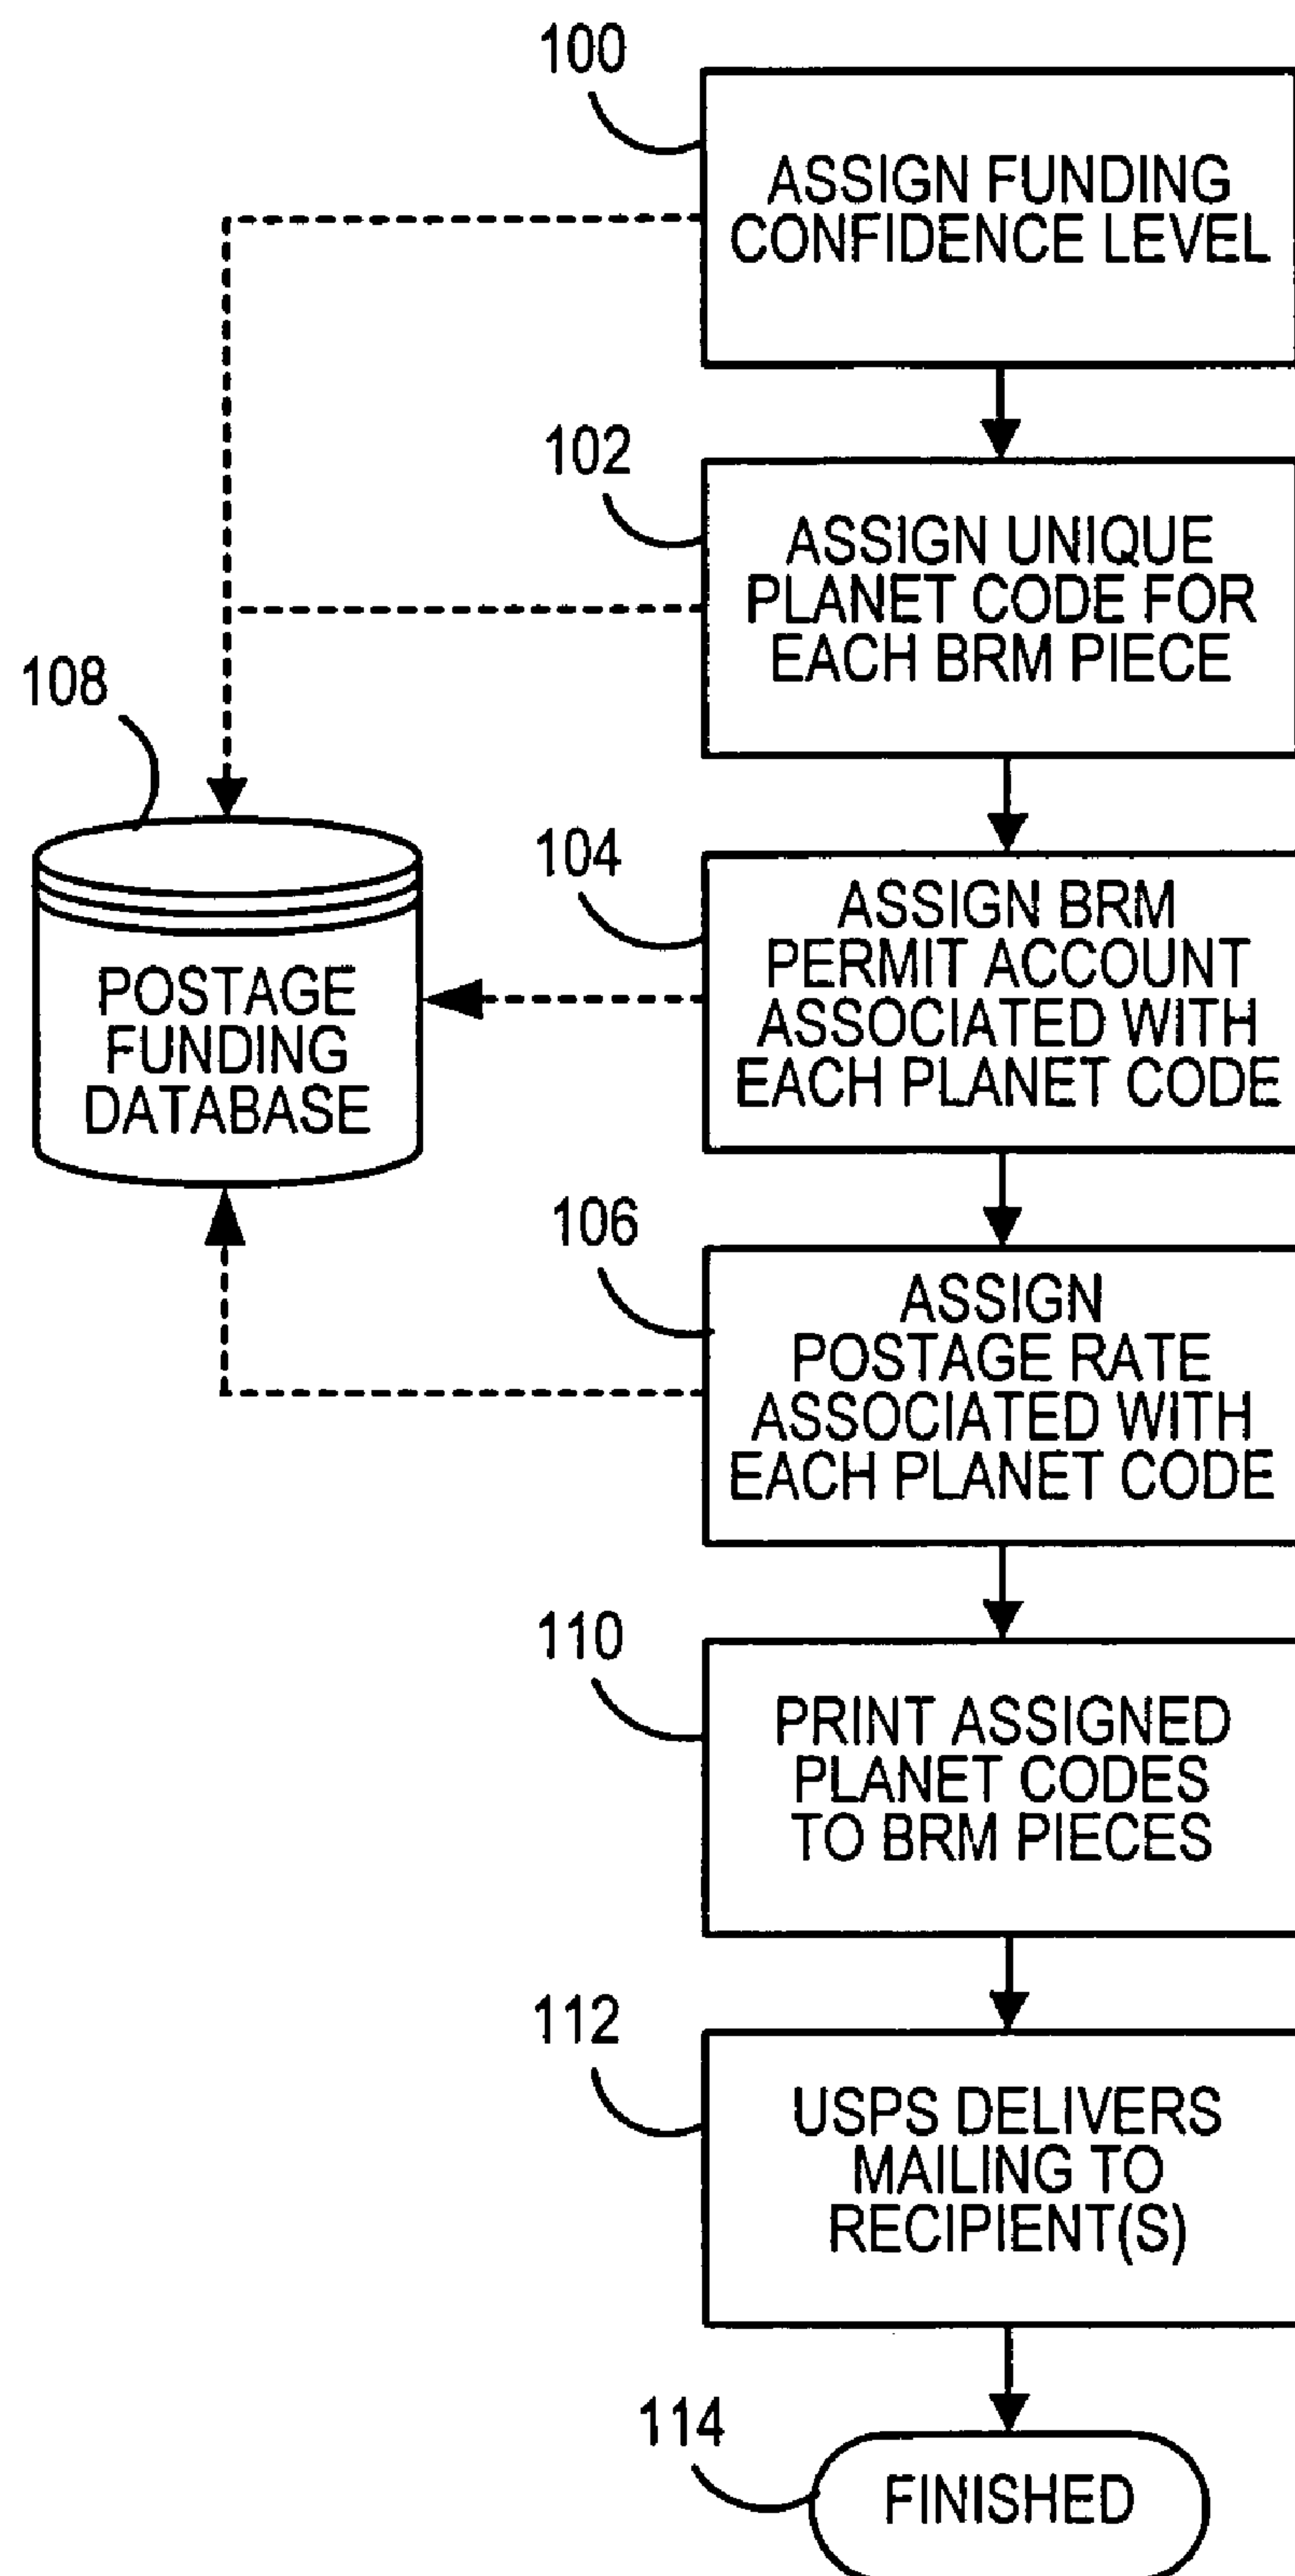 100
ASSIGN FUNDING
CONFIDENCE LEVEL
102
ASSIGN UNIQUE
PLANET CODE FOR
EACH BRM PIECE
108
POSTAGE
FUNDING
DATABASE
104
ASSIGN BRM
PERMIT ACCOUNT
ASSOCIATED WITH
EACH PLANET CODE
106
ASSIGN
POSTAGE RATE
ASSOCIATED WITH
EACH PLANET CODE
110
PRINT ASSIGNED
PLANET CODES
TO BRM PIECES
112
USPS DELIVERS
MAILING TO
RECIPIENT(S)
114
FINISHED